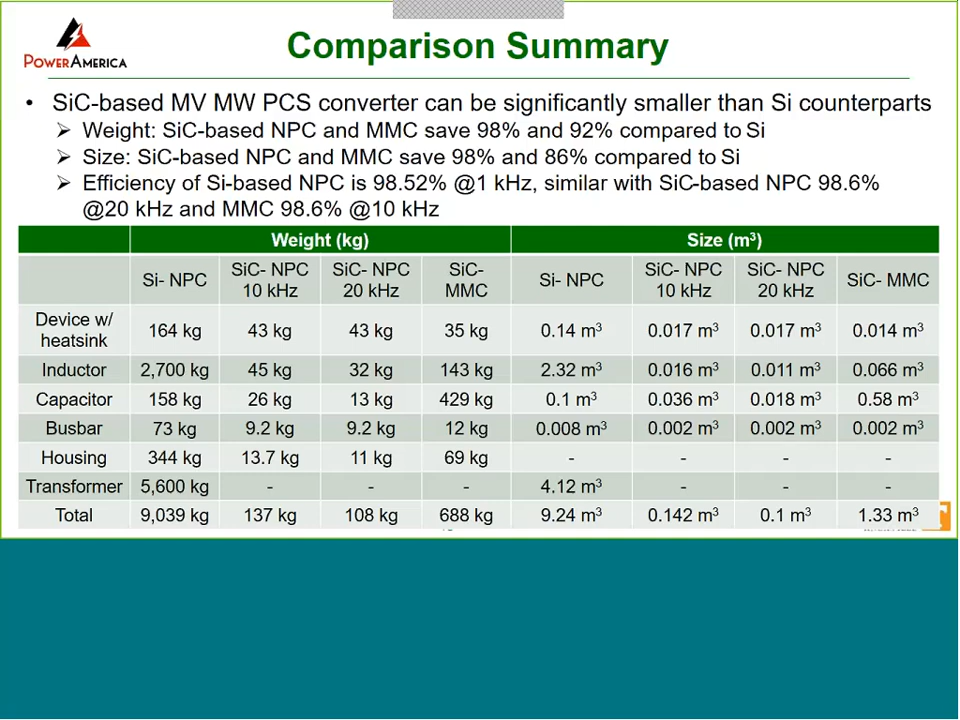 Comparison Summary
POWERAMERICA
• SiC-based MV MW PCS converter can be significantly smaller than Si counterparts
➢ Weight: SiC-based NPC and MMC save 98% and 92% compared to Si
➢ Size: SiC-based NPC and MMC save 98% and 86% compared to Si
➢ Efficiency of Si-based NPC is 98.52% @1 kHz, similar with SiC-based NPC 98.6%
@20 kHz and MMC 98.6% @10 kHz
Weight (kg) Size (m³)
Si- NPC SiC- NPC 10 kHz SiC- NPC 20 kHz SiC- MMC Si- NPC SiC- NPC 10 kHz SiC- NPC 20 kHz SiC- MMC
Device w/ heatsink 164 kg 43 kg 43 kg 35 kg 0.14 m³ 0.017 m³ 0.017 m³ 0.014 m³
Inductor 2,700 kg 45 kg 32 kg 143 kg 2.32 m³ 0.016 m³ 0.011 m³ 0.066 m³
Capacitor 158 kg 26 kg 13 kg 429 kg 0.1 m³ 0.036 m³ 0.018 m³ 0.58 m³
Busbar 73 kg 9.2 kg 9.2 kg 12 kg 0.008 m³ 0.002 m³ 0.002 m³ 0.002 m³
Housing 344 kg 13.7 kg 11 kg 69 kg - - - -
Transformer 5,600 kg - - - 4.12 m³ - - -
Total 9,039 kg 137 kg 108 kg 688 kg 9.24 m³ 0.142 m³ 0.1 m³ 1.33 m³